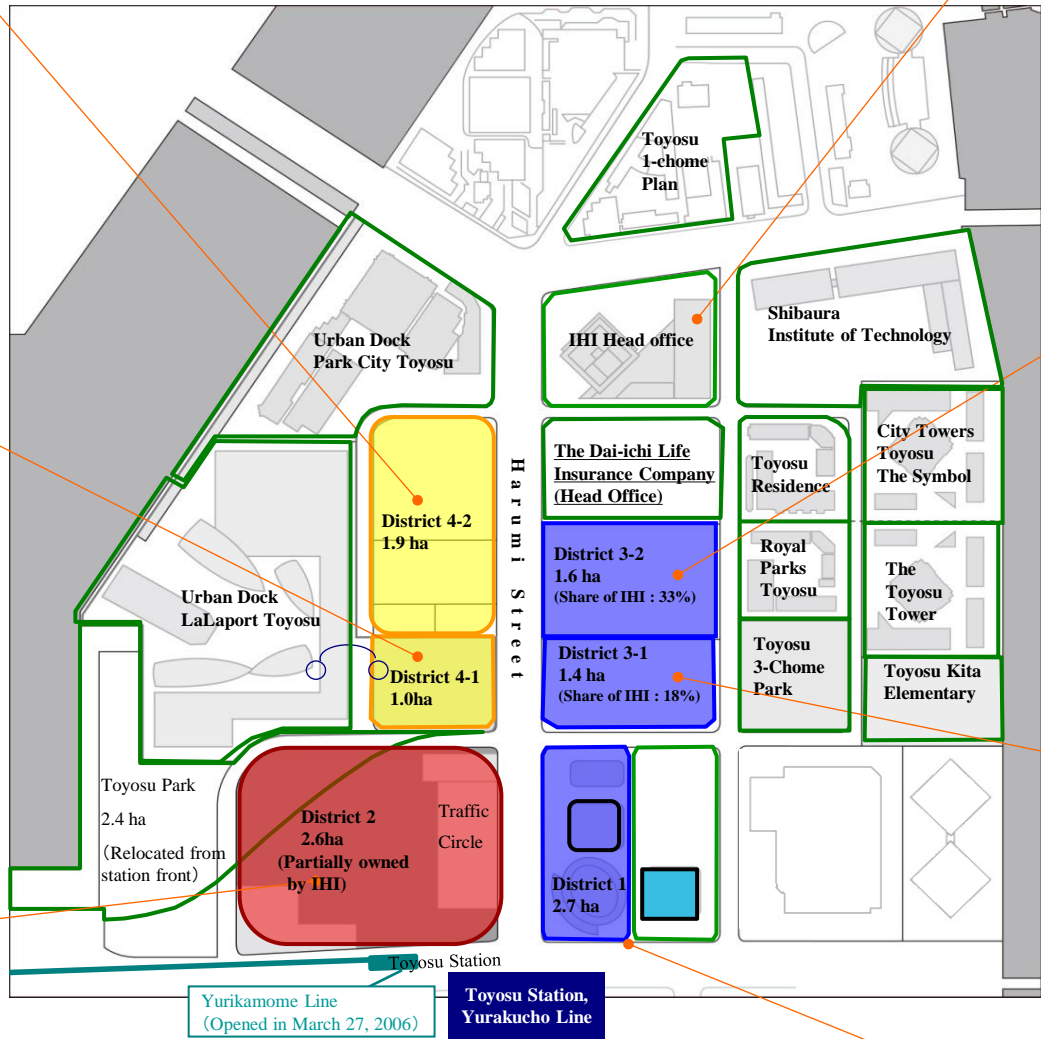 Toyosu
1-chome
Plan
Urban Dock
Park City Toyosu
IHI Head office
Shibaura
Institute of Technology
District 4-2
1.9 ha
Harumi Street
The Dai-ichi Life
Insurance Company
(Head Office)
Toyosu
Residence
City Towers
Toyosu
The Symbol
Urban Dock
LaLaport Toyosu
District 3-2
1.6 ha
(Share of IHI : 33%)
Royal
Parks
Toyosu
The
Toyosu
Tower
District 4-1
1.0ha
District 3-1
1.4 ha
(Share of IHI : 18%)
Toyosu
3-Chome
Park
Toyosu Kita
Elementary
Toyosu Park
2.4 ha
(Relocated from
station front)
District 2
2.6ha
(Partially owned
by IHI)
Traffic
Circle
District 1
2.7 ha
Toyosu Station
Yurikamome Line
(Opened in March 27, 2006)
Toyosu Station,
Yurakucho Line